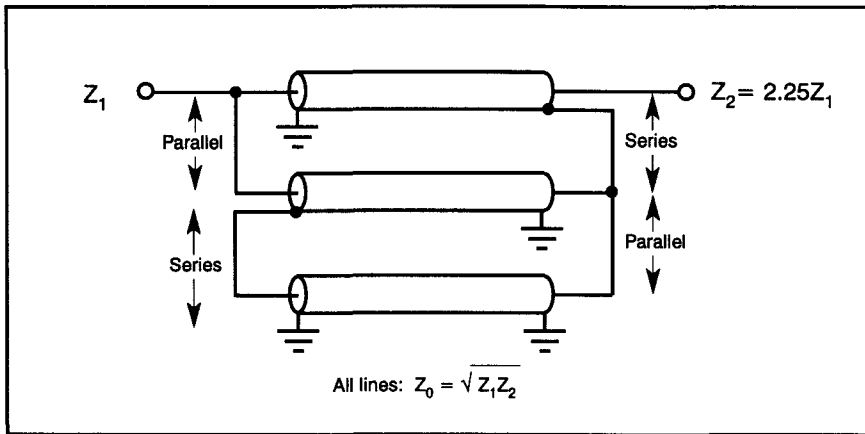 Z₁
Z₂ = 2.25Z₁
Parallel
Series
Series
Parallel
All lines: Z₀ = √Z₁Z₂